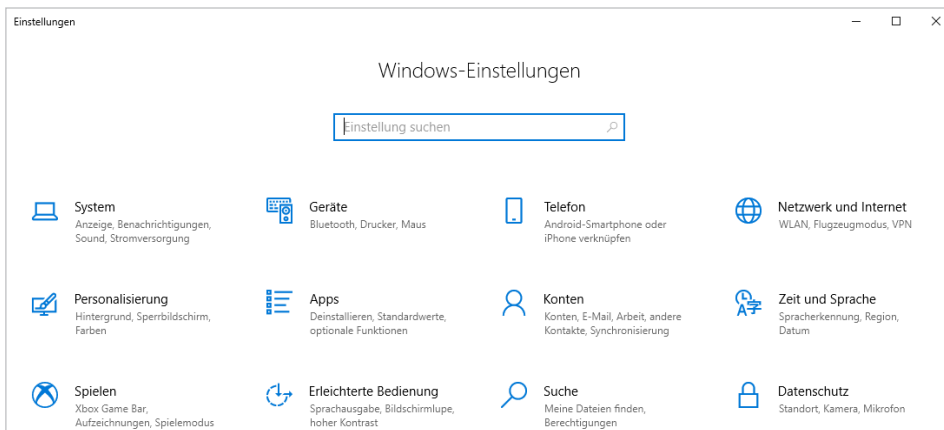 Einstellungen
Windows-Einstellungen
Einstellung suchen
System
Anzeige, Benachrichtigungen,
Sound, Stromversorgung
Geräte
Bluetooth, Drucker, Maus
Telefon
Android-Smartphone oder
iPhone verknüpfen
Netzwerk und Internet
WLAN, Flugzeugmodus, VPN
Personalisierung
Hintergrund, Sperrbildschirm,
Farben
Apps
Deinstallieren, Standardwerte,
optionale Funktionen
Konten
Konten, E-Mail, Arbeit, andere
Kontakte, Synchronisierung
Zeit und Sprache
Spracherkennung, Region,
Datum
Spielen
Xbox Game Bar,
Aufzeichnungen, Spielemodus
Erleichterte Bedienung
Sprachausgabe, Bildschirmlupe,
hoher Kontrast
Suche
Meine Dateien finden,
Berechtigungen
Datenschutz
Standort, Kamera, Mikrofon